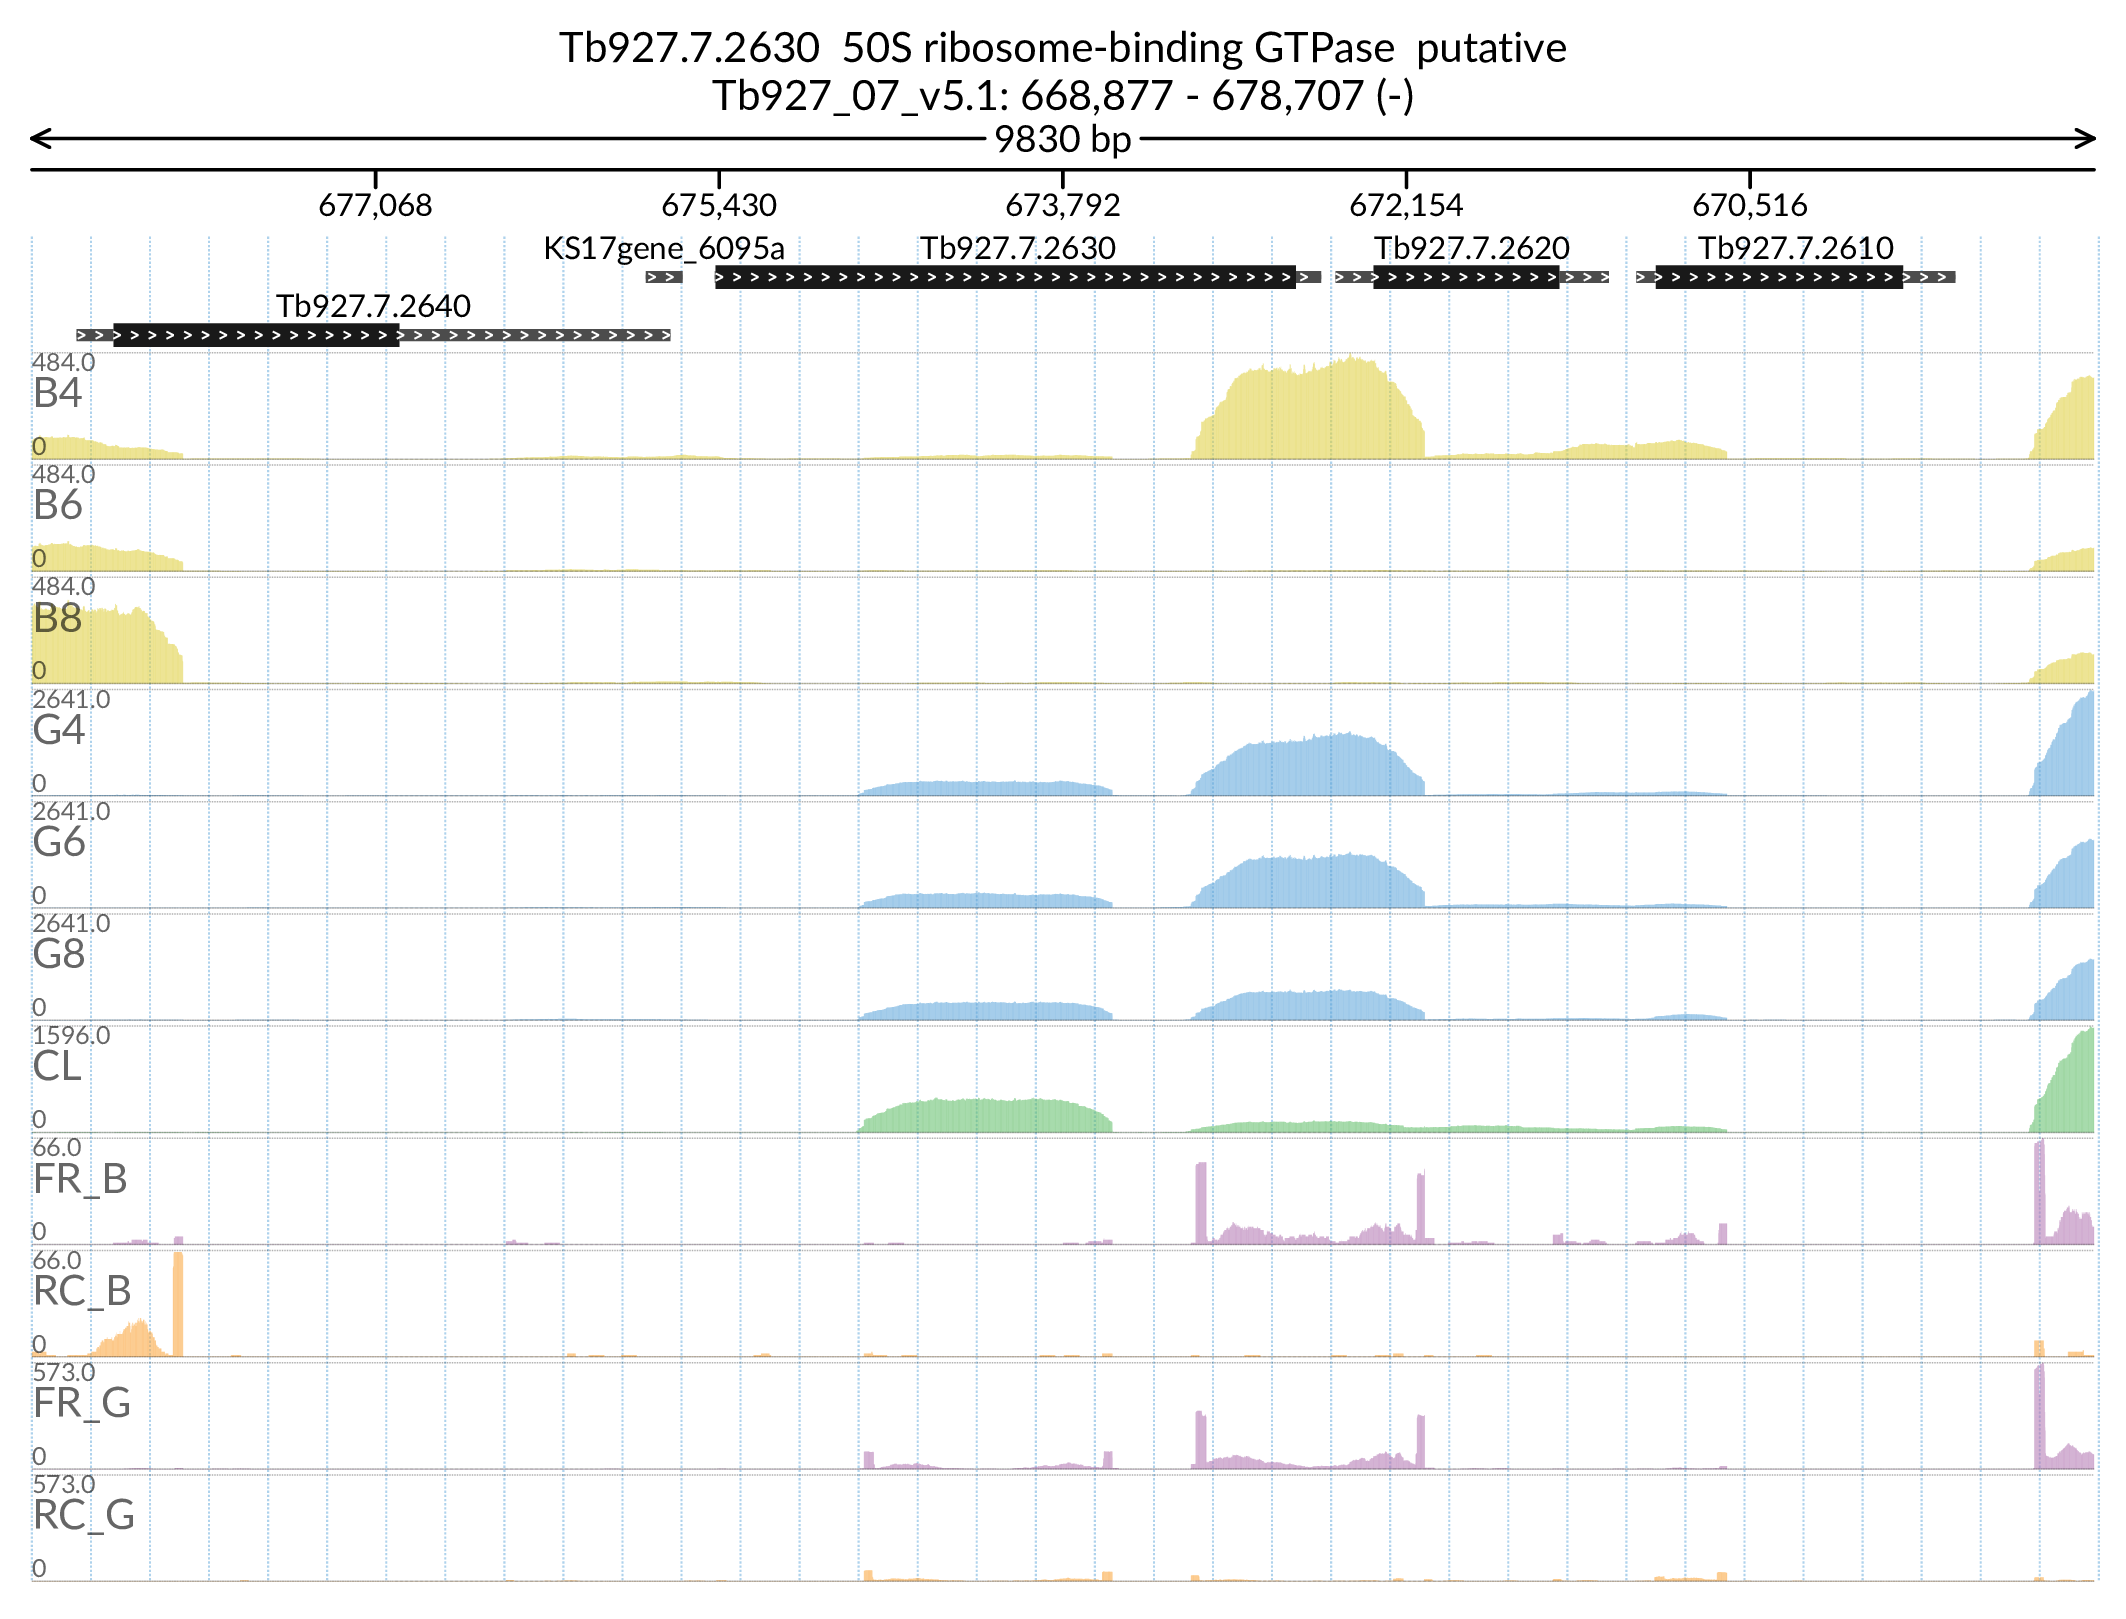 Tb927.7.2630  50S ribosome-binding GTPase  putative
Tb927_07_v5.1: 668,877 - 678,707 (-)
9830 bp
677,068 675,430 673,792 672,154 670,516
KS17gene_6095a Tb927.7.2630 Tb927.7.2620 Tb927.7.2610
Tb927.7.2640
484.0
B4
0
484.0
B6
0
484.0
B8
0
2641.0
G4
0
2641.0
G6
0
2641.0
G8
0
1596.0
CL
0
66.0
FR_B
0
66.0
RC_B
0
573.0
FR_G
0
573.0
RC_G
0